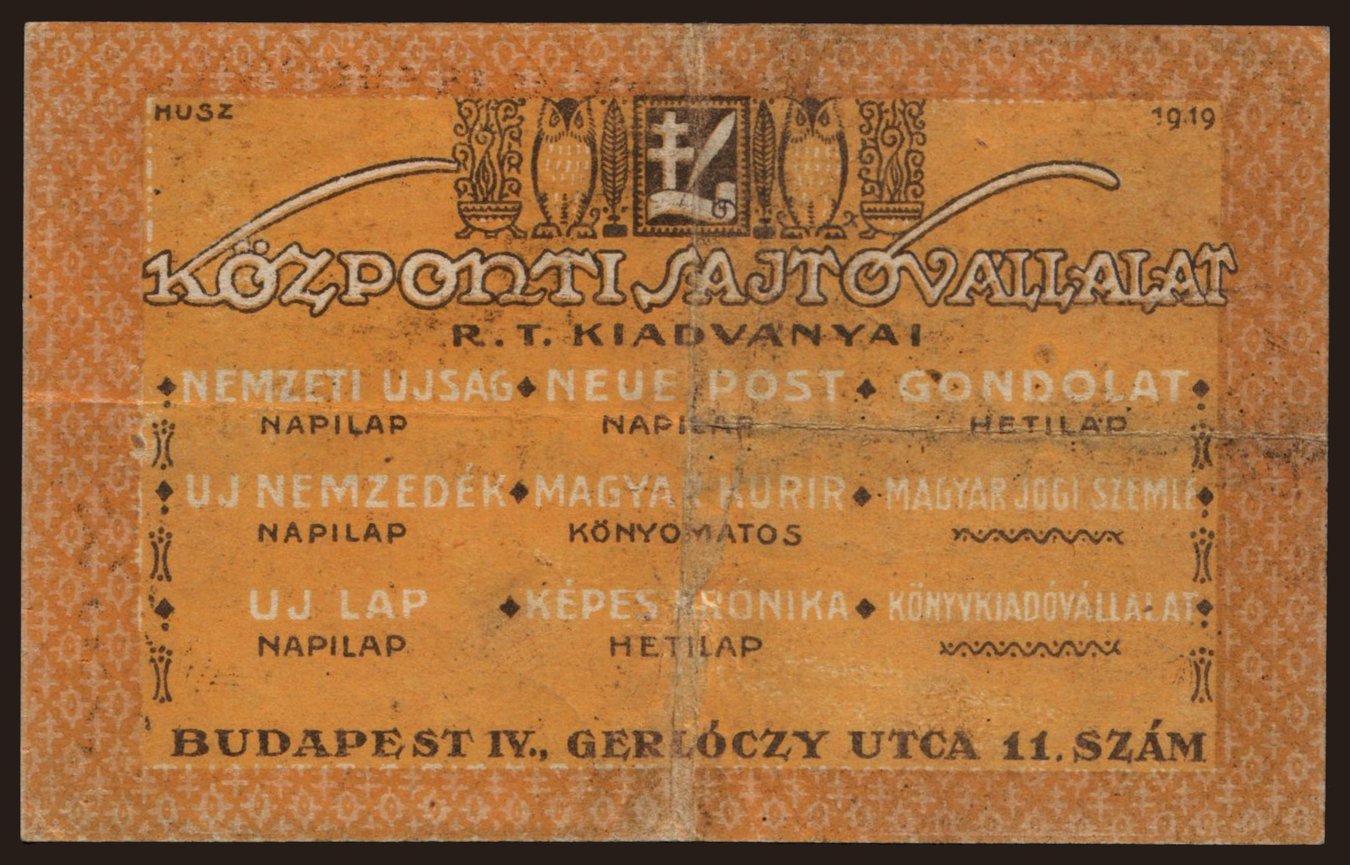 HUSZ 1919
KÖZPONTI SAJTÓVÁLLALAT
R.T. KIADVÁNYAI
NEMZETI UJSÁG ◆ NEUE POST ◆ GONDOLAT
NAPILAP NAPILAP HETILAP
UJ NEMZEDÉK ◆ MAGYAR KURIR ◆ MAGYAR JOGI SZEMLE
NAPILAP KÖNYOMATOS
UJ LAP ◆ KÉPES KRÓNIKA ◆ KÖNYVKIADÓVÁLLALAT
NAPILAP HETILAP
BUDAPEST IV., GERLÓCZY UTCA 11. SZÁM